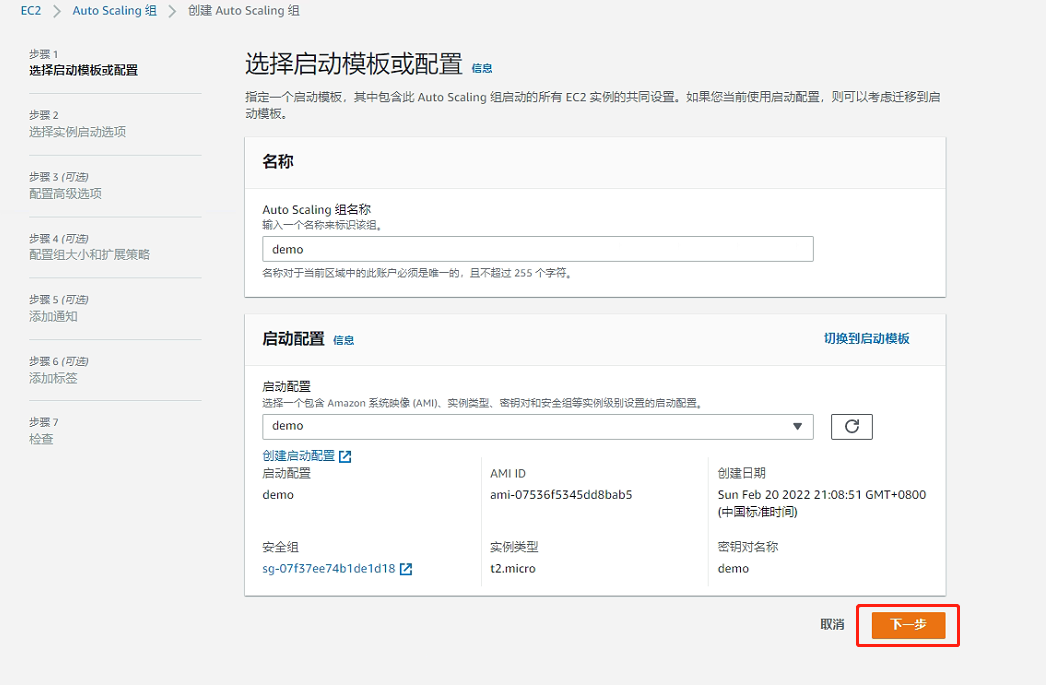 EC2 > Auto Scaling 组 > 创建 Auto Scaling 组
步骤 1
选择启动模板或配置
步骤 2
选择实例启动选项
步骤 3 (可选)
配置高级选项
步骤 4 (可选)
配置组大小和扩展策略
步骤 5 (可选)
添加通知
步骤 6 (可选)
添加标签
步骤 7
检查
选择启动模板或配置 信息
指定一个启动模板，其中包含此 Auto Scaling 组启动的所有 EC2 实例的共同设置。如果您当前使用启动配置，则可以考虑迁移到启
动模板。
名称
Auto Scaling 组名称
输入一个名称来标识该组。
demo
名称对于当前区域中的此账户必须是唯一的，且不超过 255 个字符。
启动配置 信息
切换到启动模板
启动配置
选择一个包含 Amazon 系统映像 (AMI)、实例类型、密钥对和安全组等实例级别设置的启动配置。
demo
创建启动配置
启动配置
demo
AMI ID
ami-07536f5345dd8bab5
创建日期
Sun Feb 20 2022 21:08:51 GMT+0800
(中国标准时间)
安全组
sg-07f37ee74b1de1d18
实例类型
t2.micro
密钥对名称
demo
取消
下一步